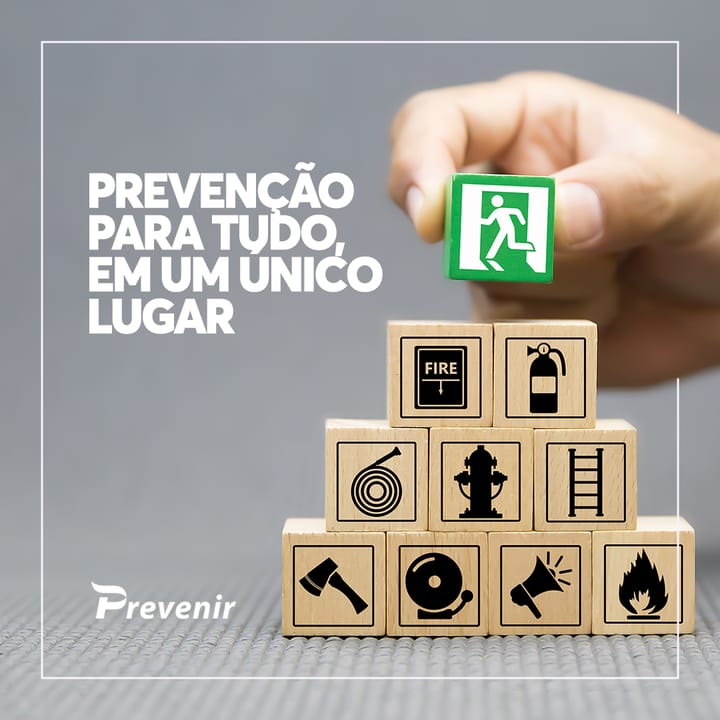 PREVENÇÃO
PARA TUDO,
EM UM ÚNICO
LUGAR
FIRE
Prevenir